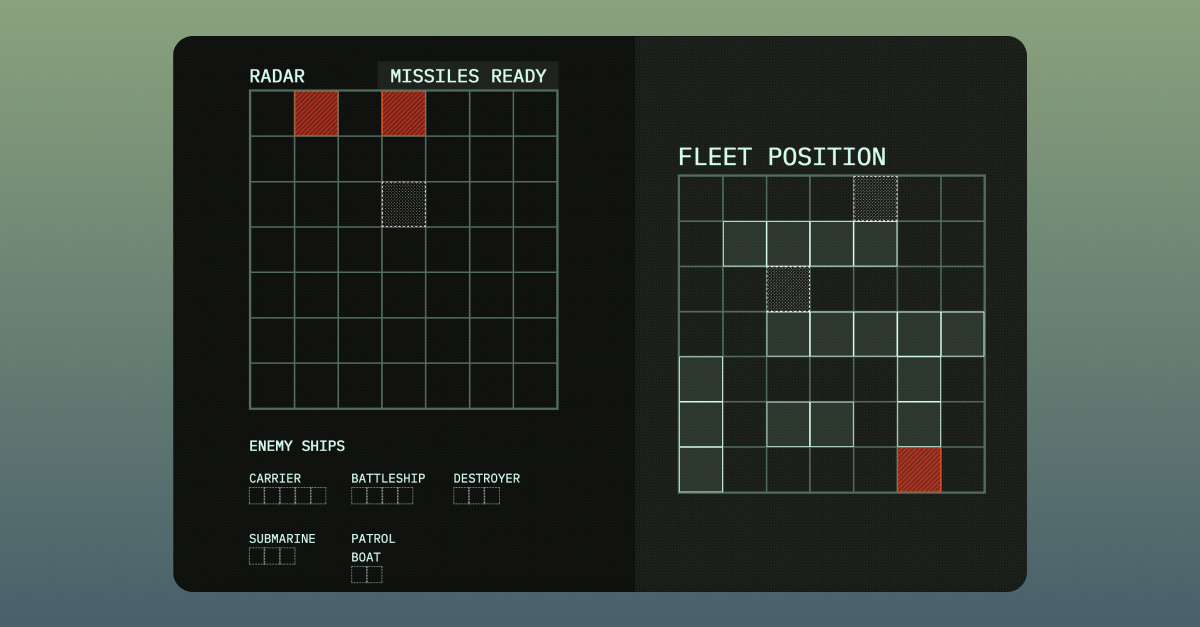 RADAR
MISSILES READY
FLEET POSITION
ENEMY SHIPS
CARRIER
BATTLESHIP
DESTROYER
SUBMARINE
PATROL
BOAT